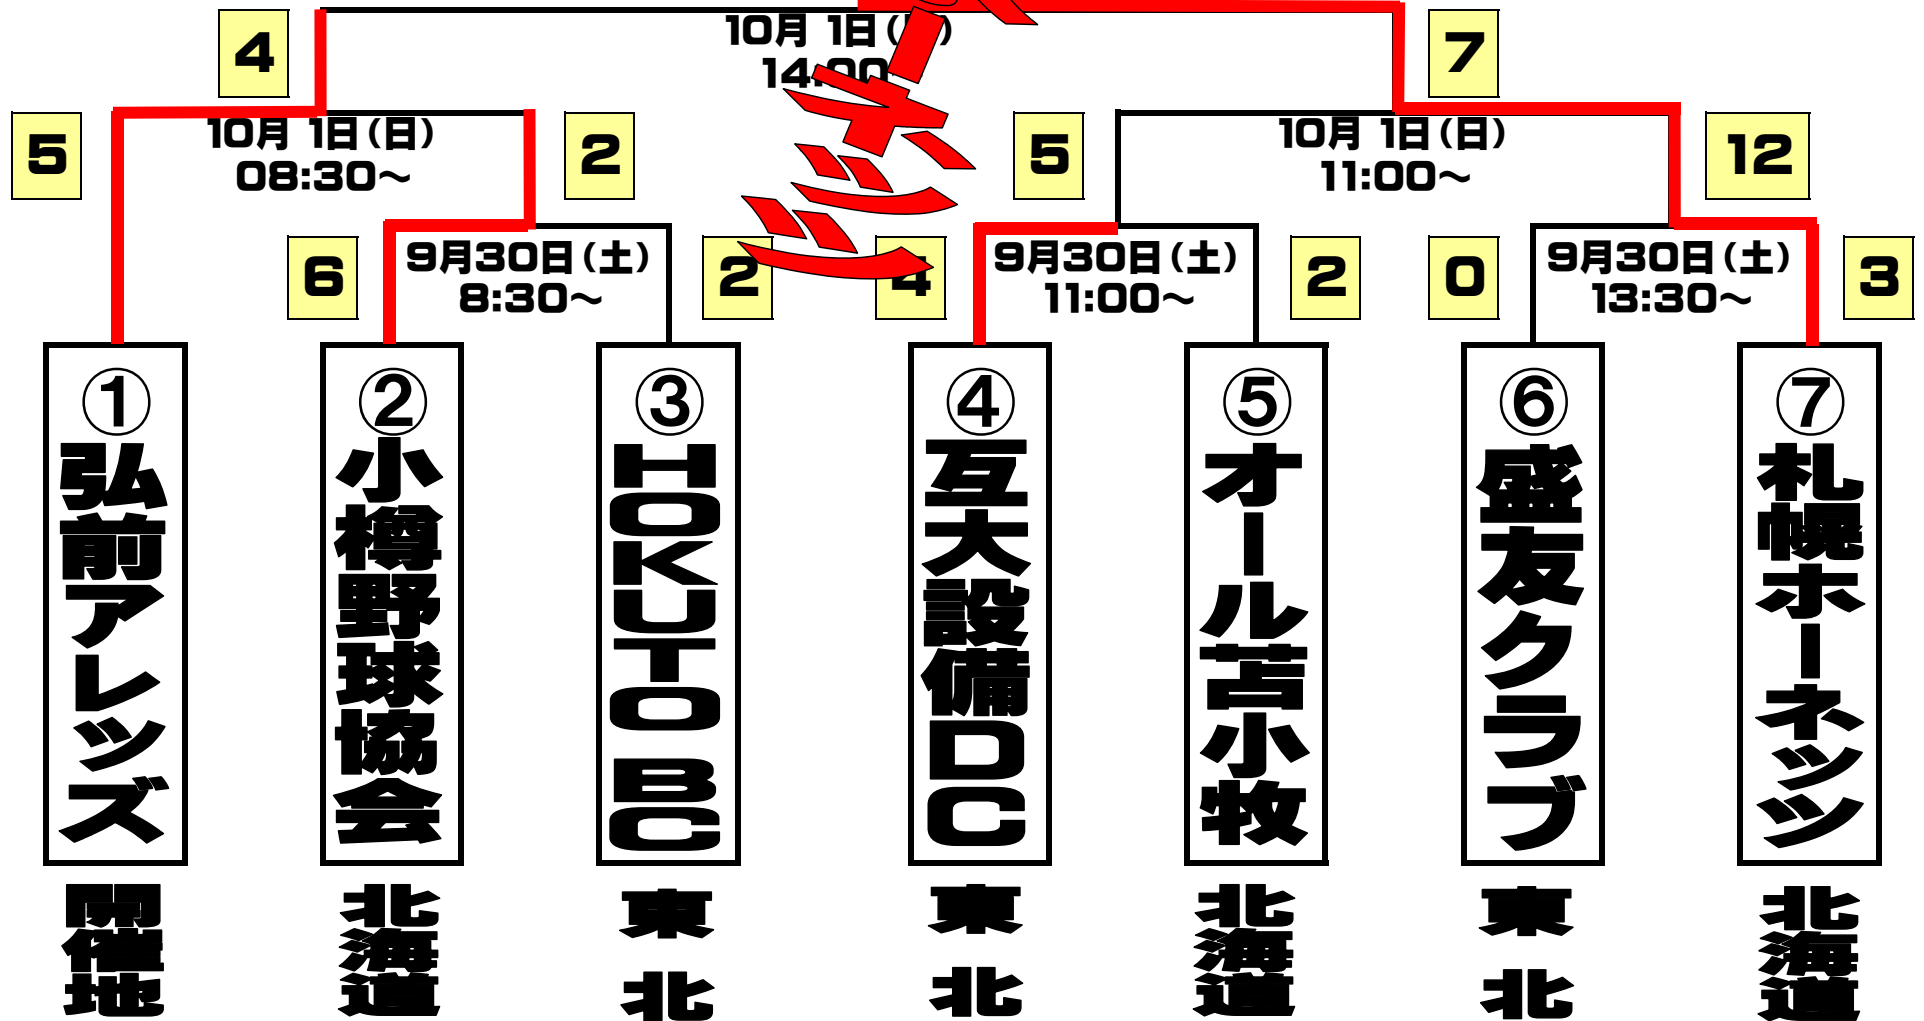 10月 1日(日)
14:00
4
7
10月 1日(日)
08:30～
5
2
10月 1日(日)
11:00～
5
12
9月30日(土)
8:30～
6
2
9月30日(土)
11:00～
4
2
9月30日(土)
13:30～
0
3
①弘前アレッズ
②小樽野球協会
③HOKUTO BC
④互大設備DC
⑤オール苫小牧
⑥盛友クラブ
⑦札幌ホーネッツ
開催地
北海道
東北
東北
北海道
東北
北海道